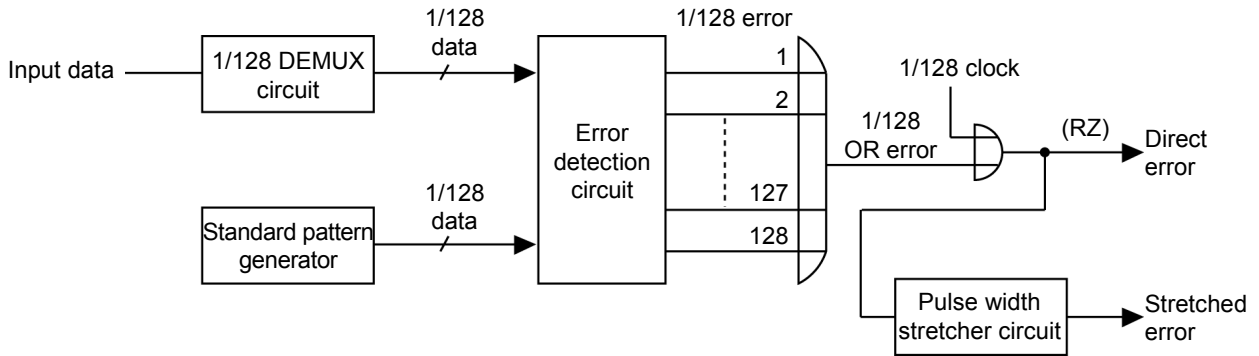 Input data
1/128 DEMUX
circuit
1/128
data
Standard pattern
generator
1/128
data
Error
detection
circuit
1/128 error
1
2
127
128
1/128 clock
1/128
OR error
(RZ)
Direct
error
Pulse width
stretcher circuit
Stretched
error